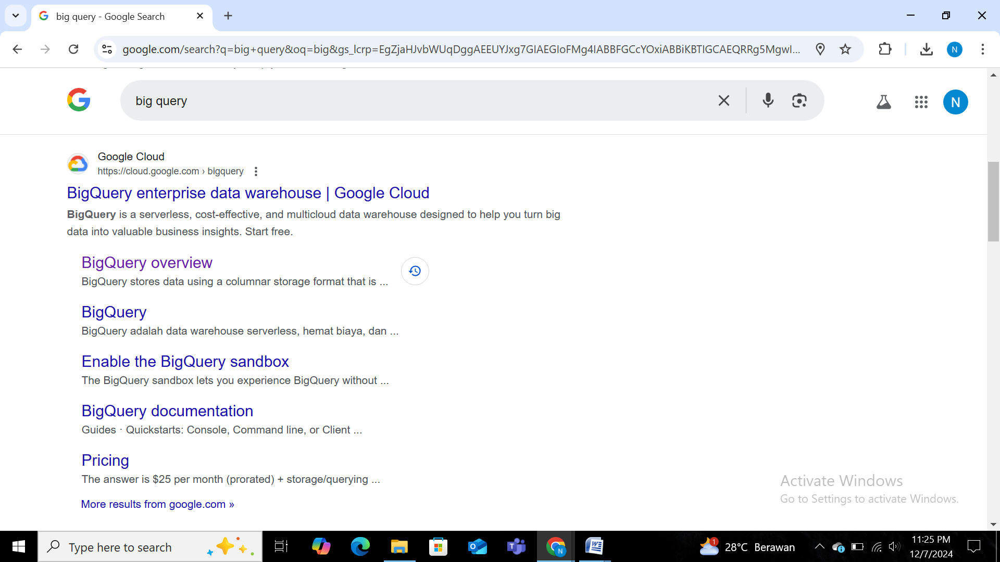 big query - Google Search
google.com/search?q=big+query&oq=big&gs_lcrp=EgZjaHJvbWUqDggAEEUYJxg7GIAEGIoFMg4IABBFGCcYOxiABBiKBTIGCAEQRRg5MgwI...
N
big query
N
Google Cloud
https://cloud.google.com › bigquery
BigQuery enterprise data warehouse | Google Cloud
BigQuery is a serverless, cost-effective, and multicloud data warehouse designed to help you turn big
data into valuable business insights. Start free.
BigQuery overview
BigQuery stores data using a columnar storage format that is ...
BigQuery
BigQuery adalah data warehouse serverless, hemat biaya, dan ...
Enable the BigQuery sandbox
The BigQuery sandbox lets you experience BigQuery without ...
BigQuery documentation
Guides · Quickstarts: Console, Command line, or Client ...
Pricing
The answer is $25 per month (prorated) + storage/querying ...
More results from google.com »
Activate Windows
Go to Settings to activate Windows.
Type here to search
N
1
28°C Berawan
11:25 PM
12/7/2024